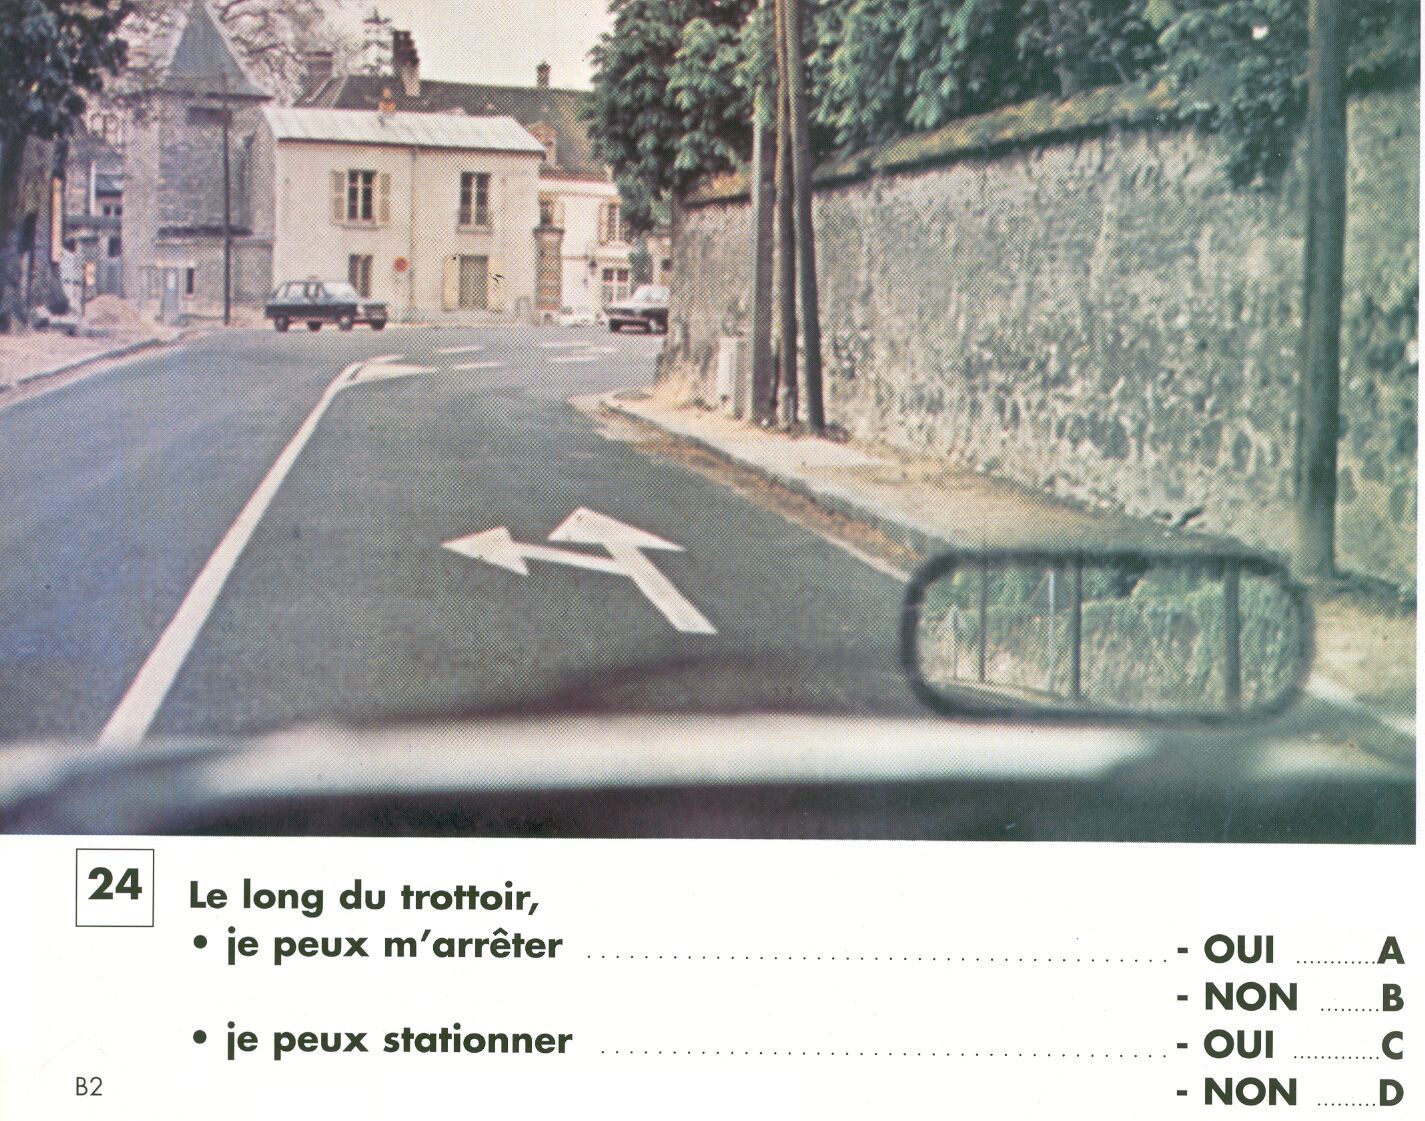 24
Le long du trottoir,
• je peux m'arrêter ........................................ - OUI ............A
- NON .........B
• je peux stationner ........................................ - OUI .............C
- NON .........D
B2